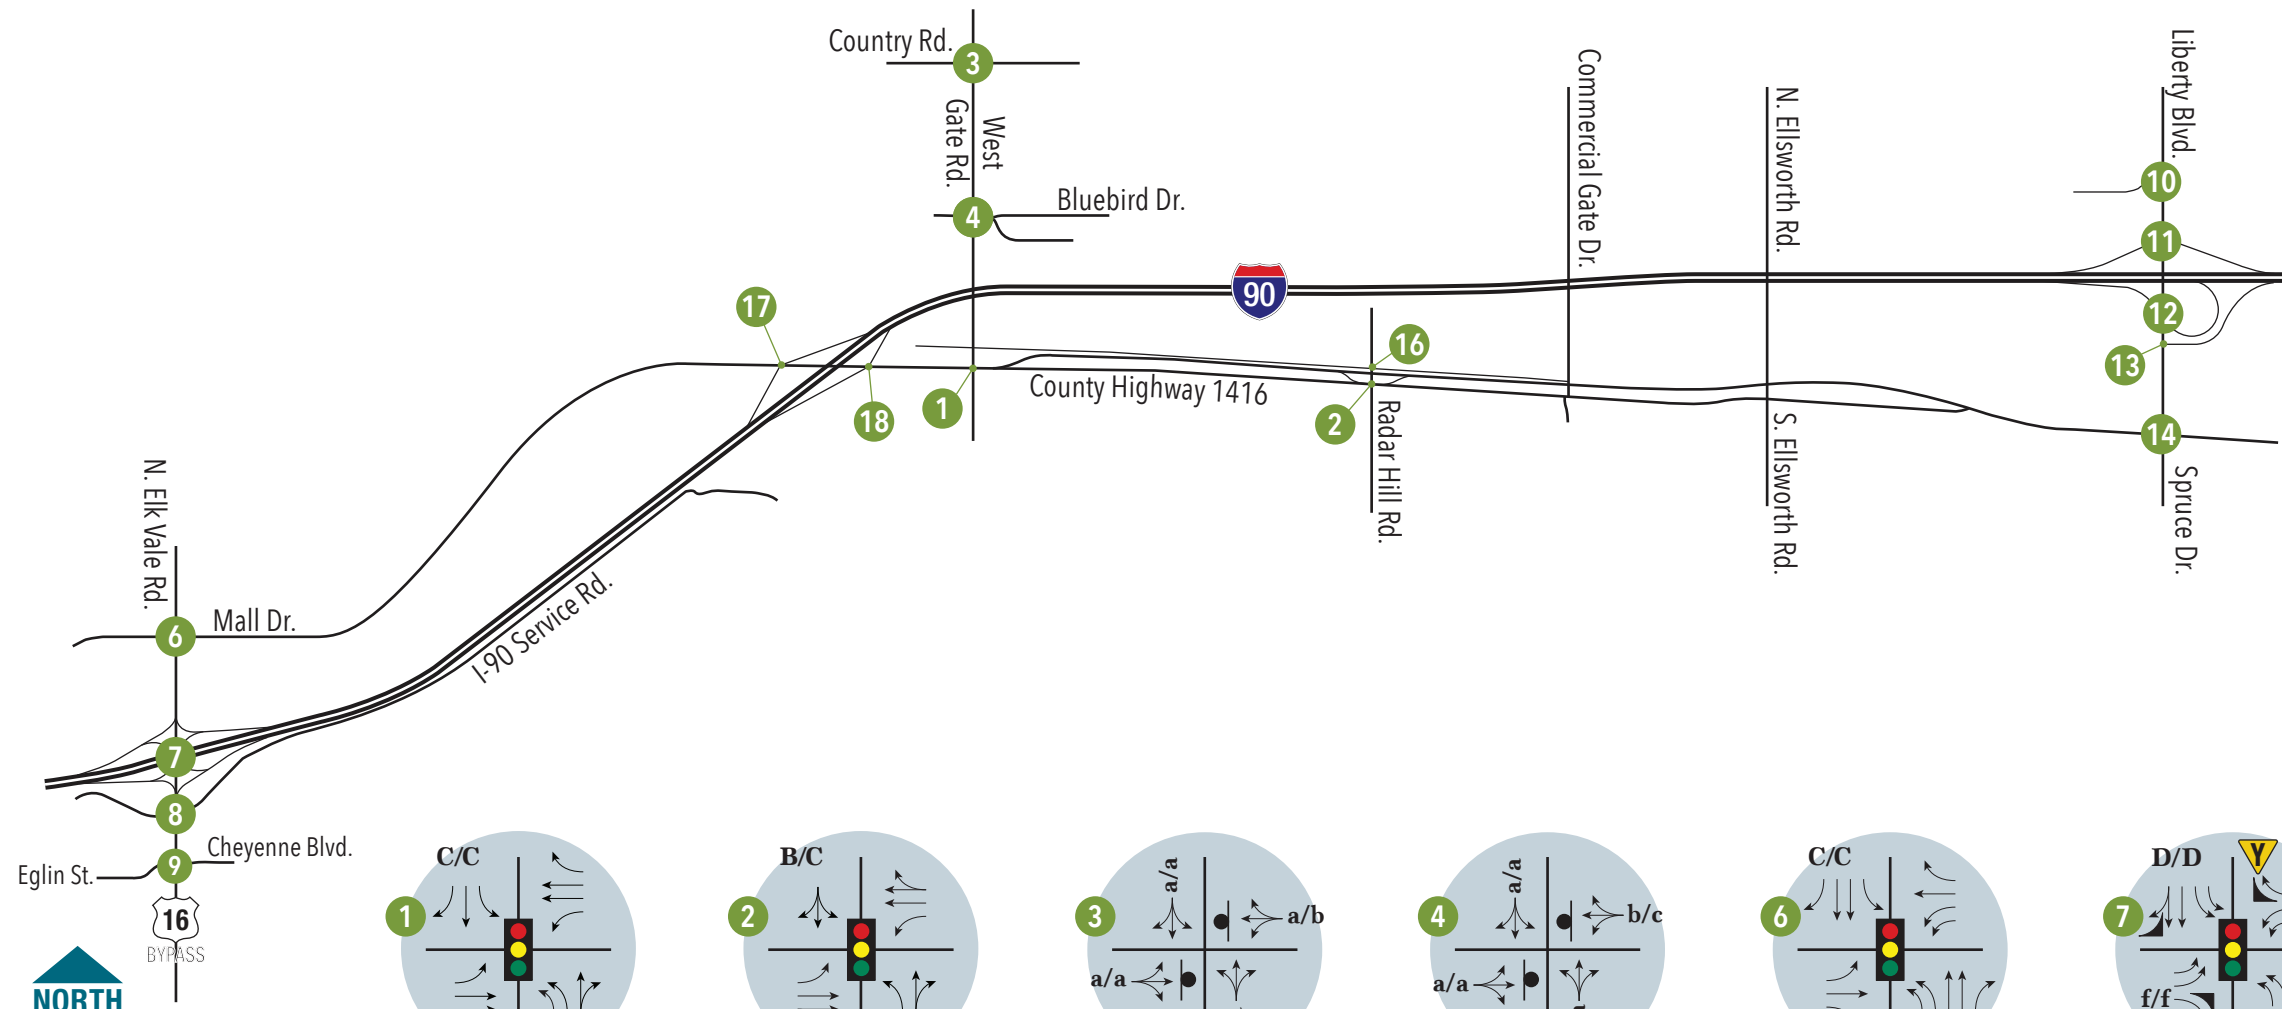 Country Rd.
3
West
Gate Rd.
4
Bluebird Dr.
Commercial Gate Dr.
N. Ellsworth Rd.
Liberty Blvd.
10
11
12
13
14
90
17
18
1
County Highway 1416
16
2
Radar Hill Rd.
S. Ellsworth Rd.
Spruce Dr.
N. Elk Vale Rd.
6
Mall Dr.
I-90 Service Rd.
7
8
9
Cheyenne Blvd.
Eglin St.
16
BYPASS
NORTH
1
C/C
2
B/C
3
a/a
a/b
a/a
4
a/a
b/c
a/a
6
C/C
7
D/D
Y
f/f